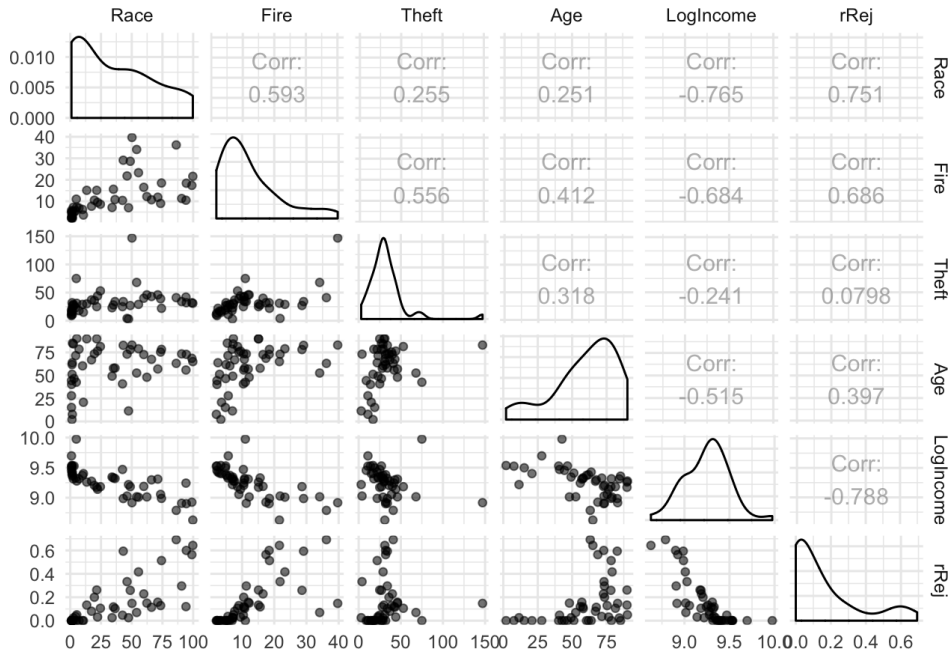 Race Fire Theft Age LogIncome rRej
0.010
0.005
0.000
Corr:
0.593
Corr:
0.255
Corr:
0.251
Corr:
-0.765
Corr:
0.751
Race
40
30
20
10
Corr:
0.556
Corr:
0.412
Corr:
-0.684
Corr:
0.686
Fire
150
100
50
0
Corr:
0.318
Corr:
-0.241
Corr:
0.0798
Theft
75
50
25
0
Corr:
-0.515
Corr:
0.397
Age
10.0
9.5
9.0
Corr:
-0.788
LogIncome
0.6
0.4
0.2
0.0
rRej
0 25 50 75 100 10 20 30 40 0 50 100 150 0 25 50 75 9.0 9.5 10.0 0.0 0.2 0.4 0.6